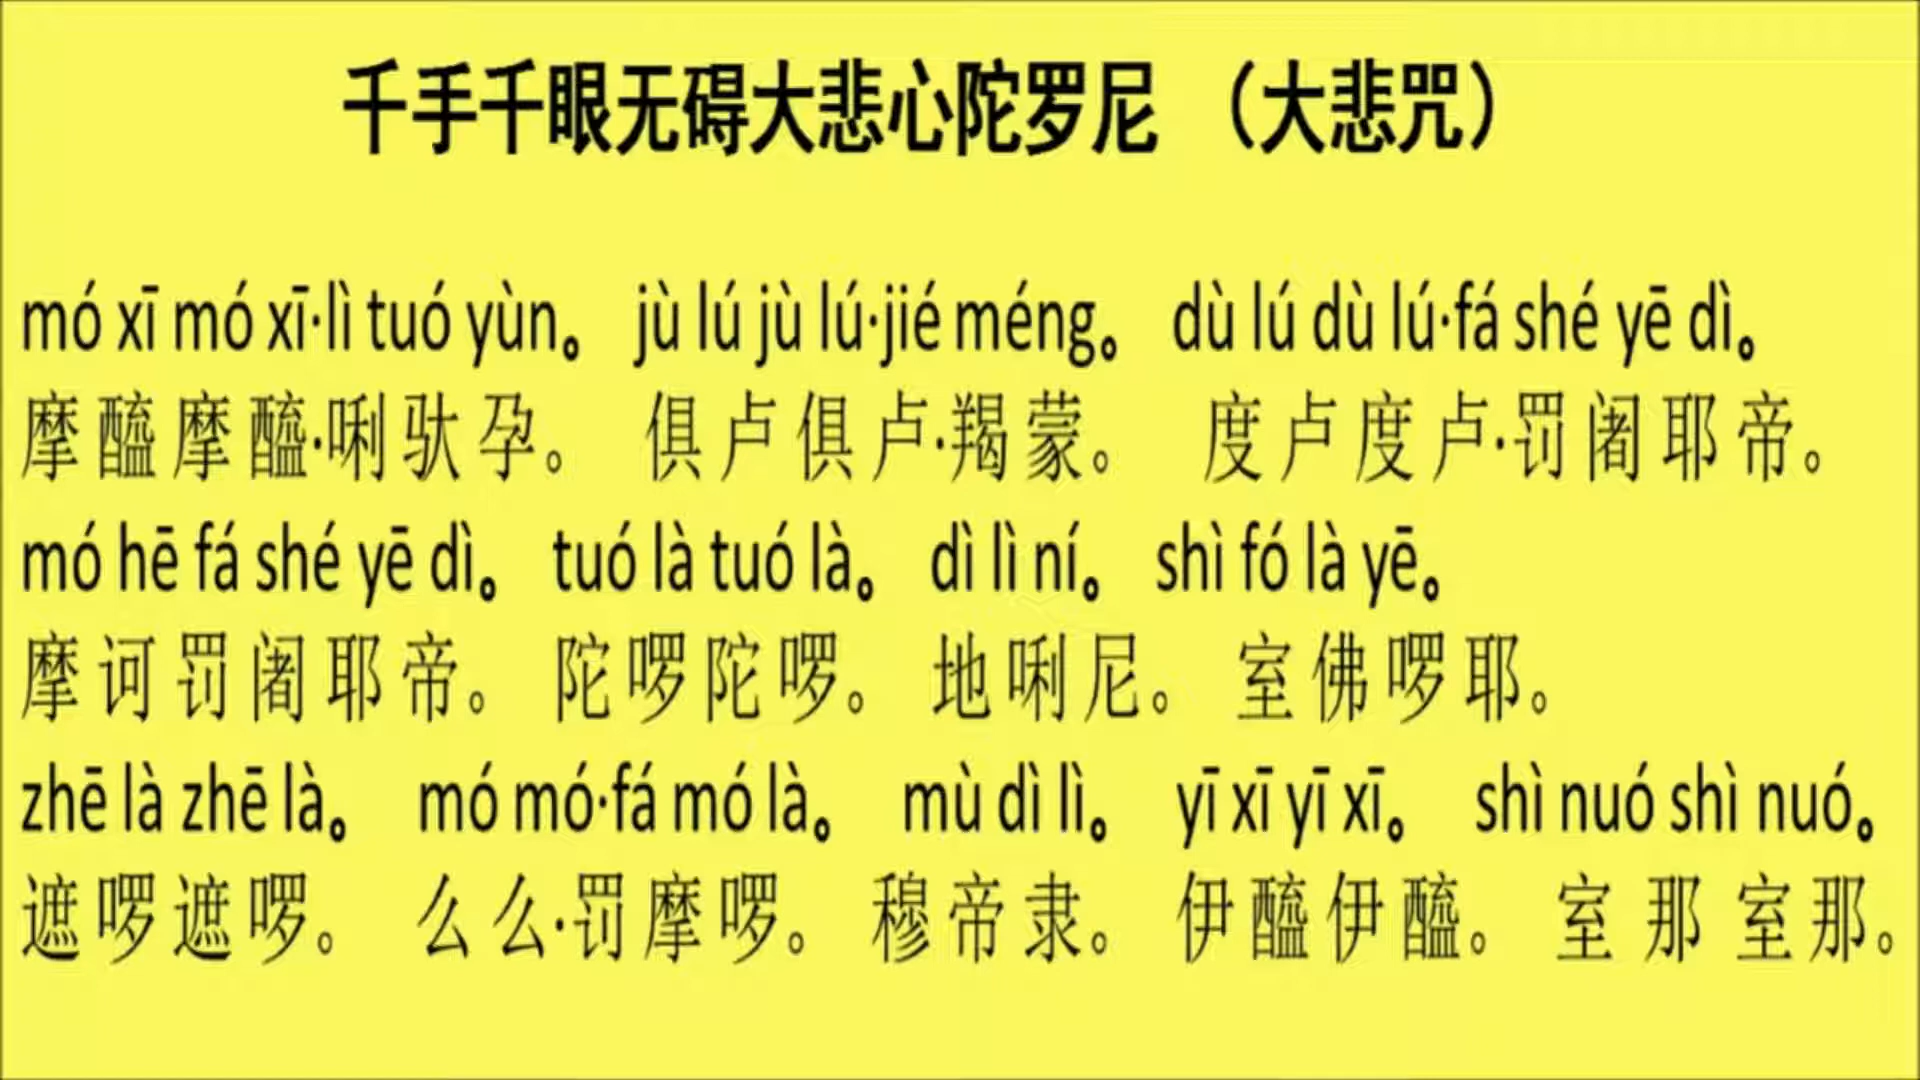 千手千眼无碍大悲心陀罗尼 （大悲咒）
mó xī mó xī·lì tuó yùn。 jù lú jù lú·jié méng。 dù lú dù lú·fá shé yē dì。
摩醯摩醯·唎驮孕。 俱卢俱卢·羯蒙。 度卢度卢·罚阇耶帝。
mó hē fá shé yē dì。 tuó là tuó là。 dì lì ní。 shì fó là yē。
摩诃罚阇耶帝。 陀啰陀啰。 地唎尼。 室佛啰耶。
zhē là zhē là。 mó mó·fá mó là。 mù dì lì。 yī xī yī xī。 shì nuó shì nuó。
遮啰遮啰。 么么·罚摩啰。 穆帝隶。 伊醯伊醯。 室那室那。